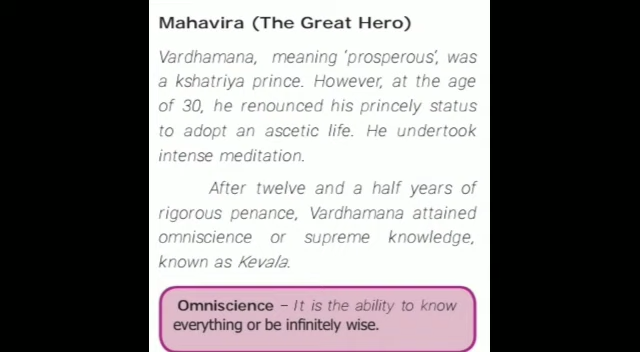 Mahavira (The Great Hero)
Vardhamana, meaning 'prosperous', was
a kshatriya prince. However, at the age
of 30, he renounced his princely status
to adopt an ascetic life. He undertook
intense meditation.
After twelve and a half years of
rigorous penance, Vardhamana attained
omniscience or supreme knowledge,
known as Kevala.
Omniscience – It is the ability to know
everything or be infinitely wise.